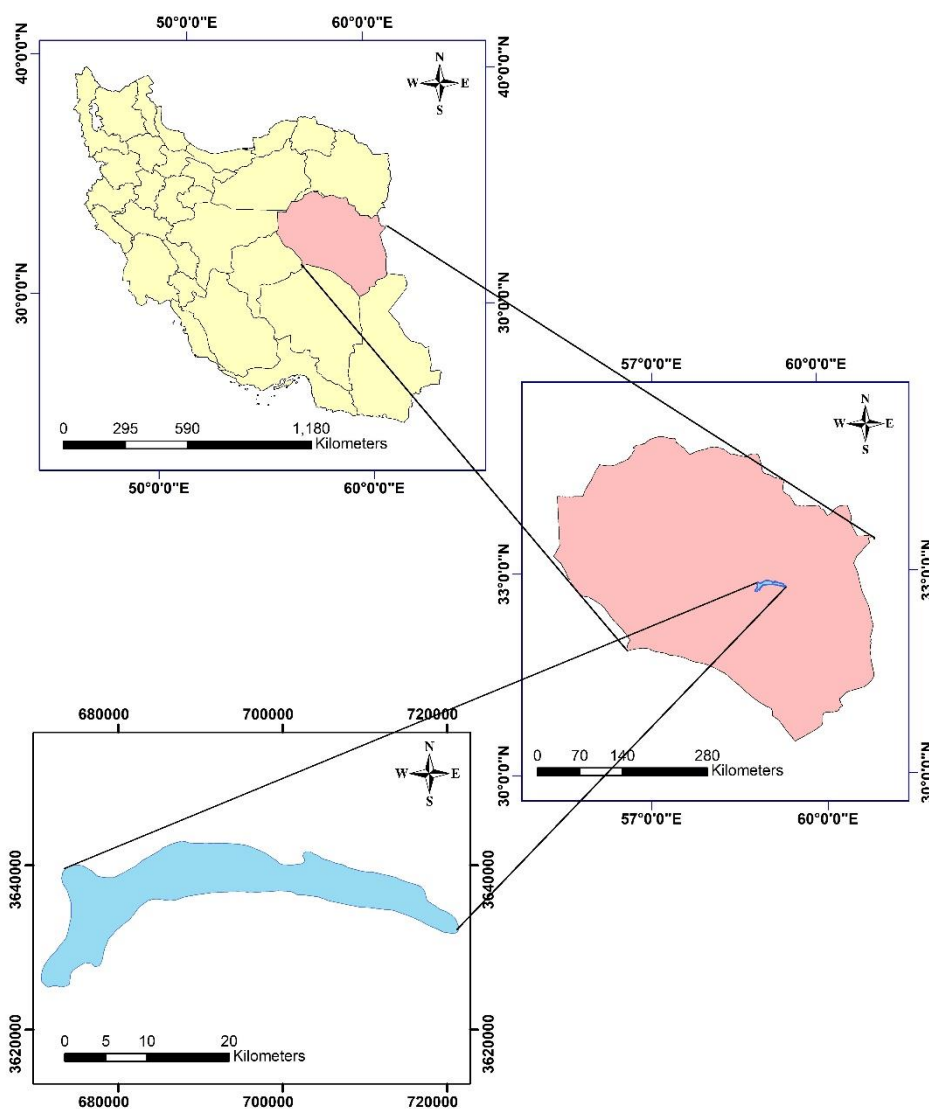 50°0'0"E 60°0'0"E
40°0'0"N 40°0'0"N
N
W E
S
30°0'0"N 30°0'0"N
0 295 590 1,180
Kilometers
50°0'0"E 60°0'0"E
57°0'0"E 60°0'0"E
N
W E
S
33°0'0"N 33°0'0"N
0 70 140 280
Kilometers
30°0'0"N 30°0'0"N
57°0'0"E 60°0'0"E
680000 700000 720000
N
W E
S
3640000 3640000
3620000 3620000
0 5 10 20
Kilometers
680000 700000 720000